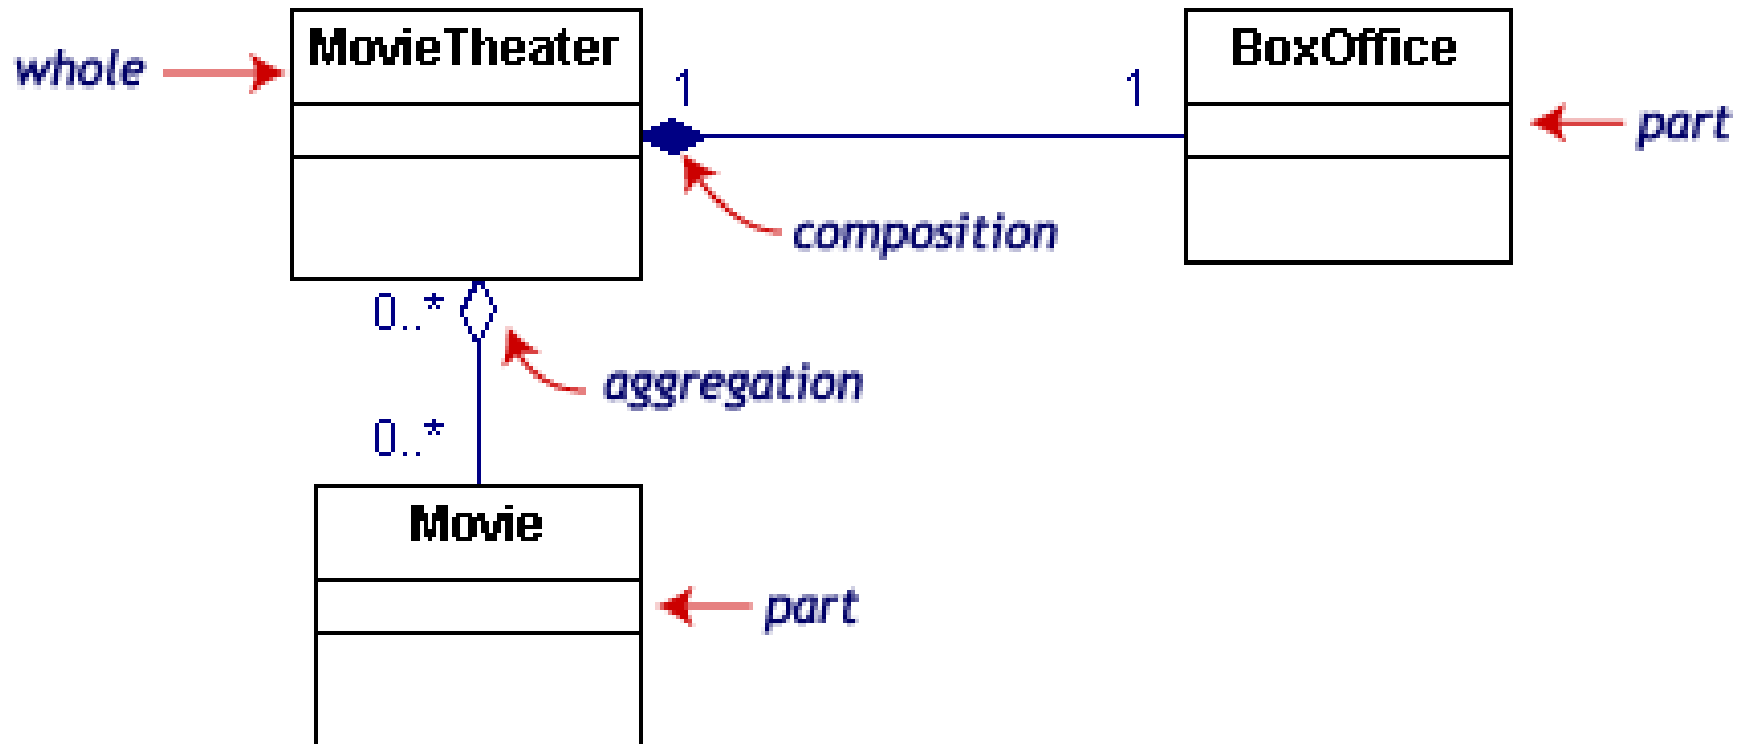 MovieTheater
BoxOffice
whole
1
1
part
composition
0..*
aggregation
0..*
Movie
part